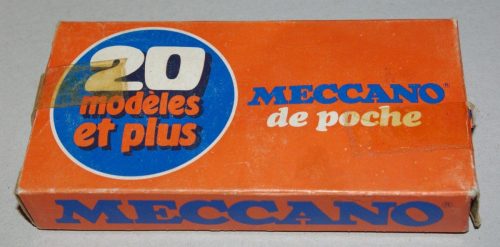 20
modèles
et plus
MECCANO®
de poche
MECCANO®